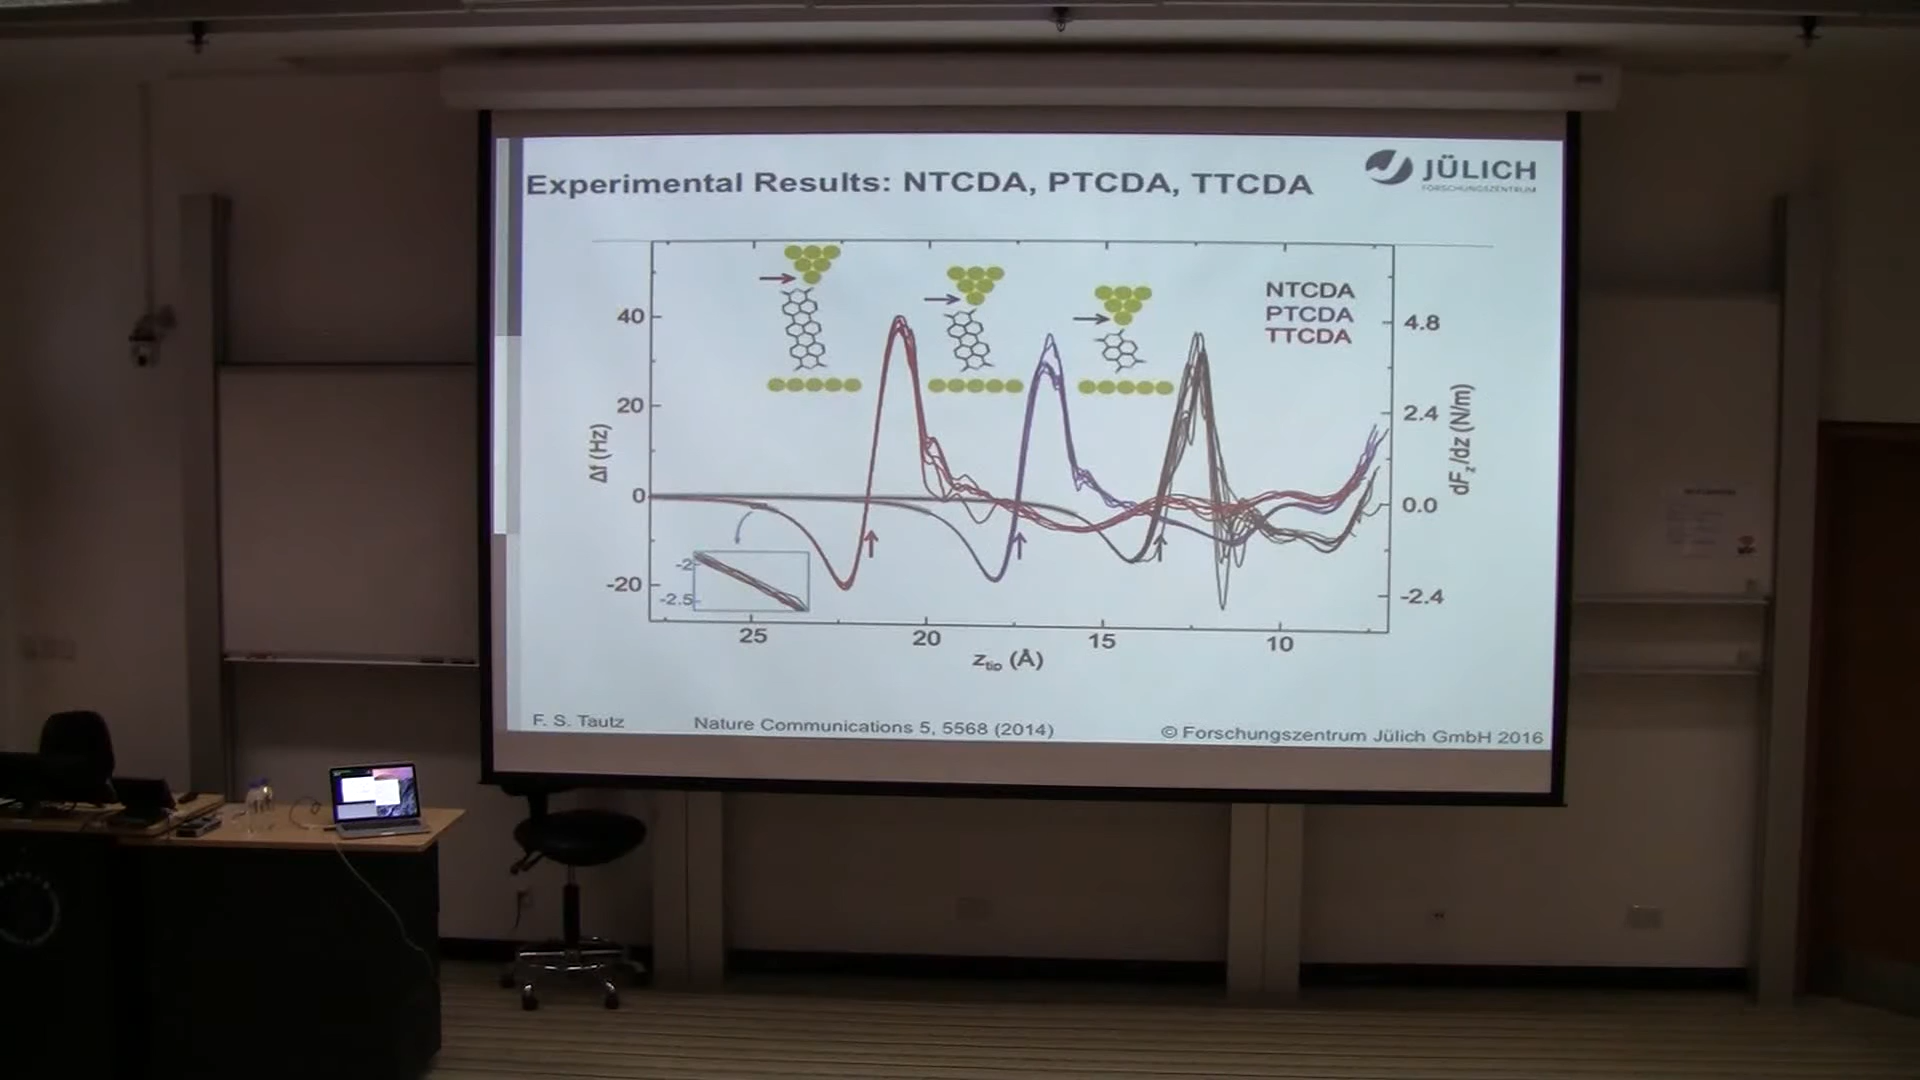 Experimental Results: NTCDA, PTCDA, TTCDA
JÜLICH
FORSCHUNGSZENTRUM
NTCDA
PTCDA
TTCDA
40
20
0
-20
Δf (Hz)
-2
-2.5
4.8
2.4
0.0
-2.4
dFz/dz (N/m)
25
20
15
10
ztip (Å)
F. S. Tautz
Nature Communications 5, 5568 (2014)
© Forschungszentrum Jülich GmbH 2016